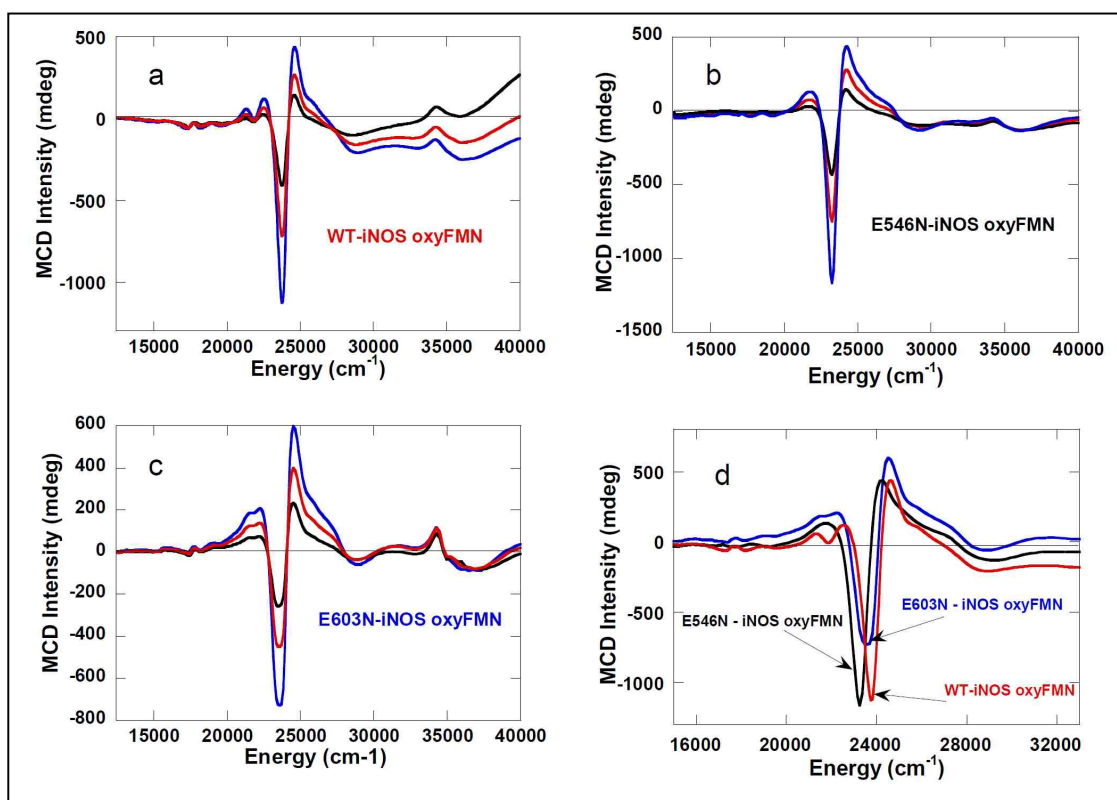 a
500
0
-500
-1000
MCD Intensity (mdeg)
WT-iNOS oxyFMN
15000 20000 25000 30000 35000 40000
Energy (cm-1)
b
500
0
-500
-1000
-1500
MCD Intensity (mdeg)
E546N-iNOS oxyFMN
15000 20000 25000 30000 35000 40000
Energy (cm-1)
c
600
400
200
0
-200
-400
-600
-800
MCD Intensity (mdeg)
E603N-iNOS oxyFMN
15000 20000 25000 30000 35000 40000
Energy (cm-1)
d
500
0
-500
-1000
MCD Intensity (mdeg)
E603N - iNOS oxyFMN
E546N - iNOS oxyFMN
WT-iNOS oxyFMN
16000 20000 24000 28000 32000
Energy (cm-1)